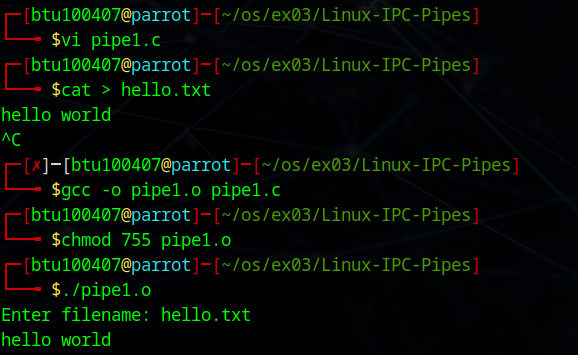 ┌─[btu100407@parrot]─[~/os/ex03/Linux-IPC-Pipes]
└──╼ $vi pipe1.c
┌─[btu100407@parrot]─[~/os/ex03/Linux-IPC-Pipes]
└──╼ $cat > hello.txt
hello world
^C
┌─[✗]─[btu100407@parrot]─[~/os/ex03/Linux-IPC-Pipes]
└──╼ $gcc -o pipe1.o pipe1.c
┌─[btu100407@parrot]─[~/os/ex03/Linux-IPC-Pipes]
└──╼ $chmod 755 pipe1.o
┌─[btu100407@parrot]─[~/os/ex03/Linux-IPC-Pipes]
└──╼ $./pipe1.o
Enter filename: hello.txt
hello world